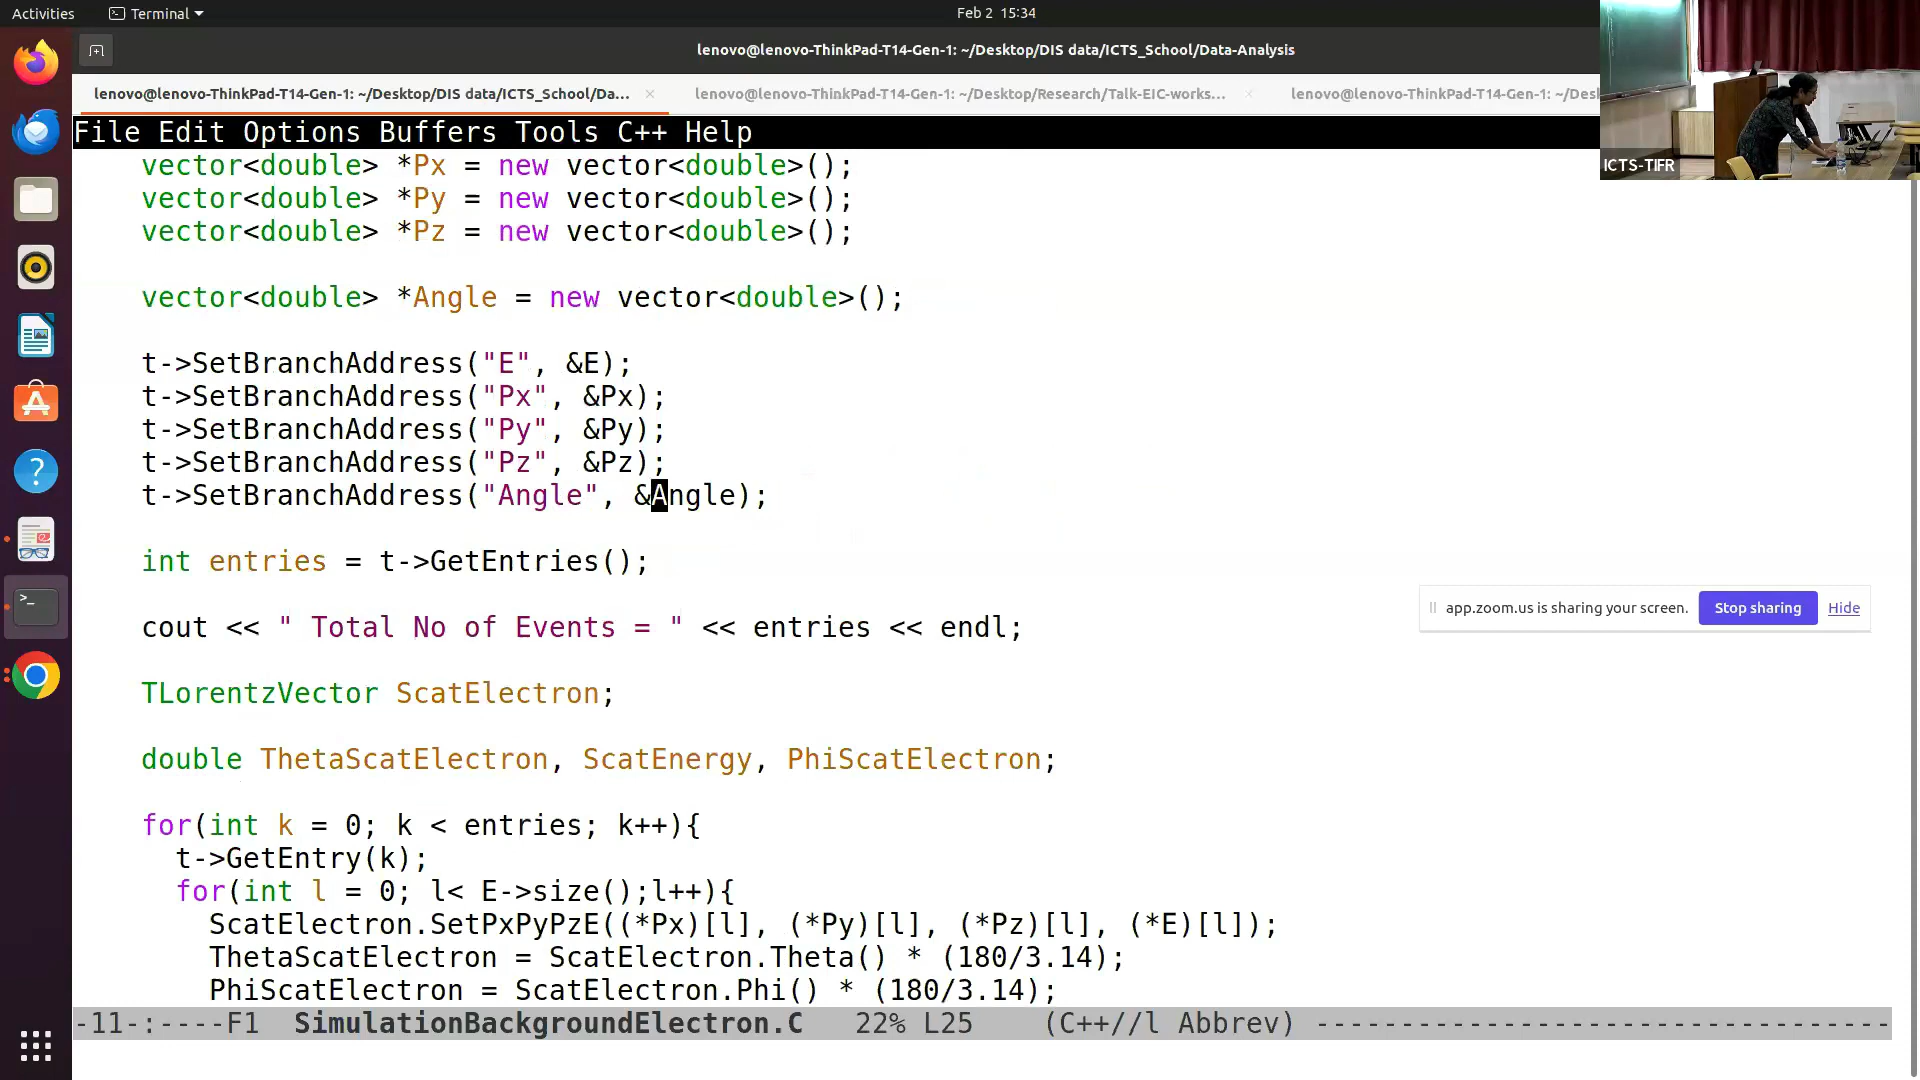 Activities
Terminal
Feb 2 15:34
lenovo@lenovo-ThinkPad-T14-Gen-1: ~/Desktop/DIS data/ICTS_School/Data-Analysis
lenovo@lenovo-ThinkPad-T14-Gen-1: ~/Desktop/DIS data/ICTS_School/Da...
lenovo@lenovo-ThinkPad-T14-Gen-1: ~/Desktop/Research/Talk-EIC-works...
lenovo@lenovo-ThinkPad-T14-Gen-1: ~/Des
ICTS-TIFR
File Edit Options Buffers Tools C++ Help
vector<double> *Px = new vector<double>();
vector<double> *Py = new vector<double>();
vector<double> *Pz = new vector<double>();
vector<double> *Angle = new vector<double>();
t->SetBranchAddress("E", &E);
t->SetBranchAddress("Px", &Px);
t->SetBranchAddress("Py", &Py);
t->SetBranchAddress("Pz", &Pz);
t->SetBranchAddress("Angle", &Angle);
int entries = t->GetEntries();
cout << " Total No of Events = " << entries << endl;
app.zoom.us is sharing your screen.
Stop sharing
Hide
TLorentzVector ScatElectron;
double ThetaScatElectron, ScatEnergy, PhiScatElectron;
for(int k = 0; k < entries; k++){
t->GetEntry(k);
for(int l = 0; l< E->size();l++){
ScatElectron.SetPxPyPzE((*Px)[l], (*Py)[l], (*Pz)[l], (*E)[l]);
ThetaScatElectron = ScatElectron.Theta() * (180/3.14);
PhiScatElectron = ScatElectron.Phi() * (180/3.14);
-11-:----F1 SimulationBackgroundElectron.C 22% L25 (C++//l Abbrev) ----------------------------------